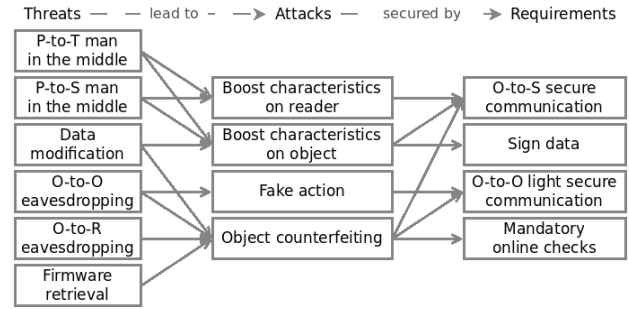 Threats lead to Attacks secured by Requirements
P-to-T man
in the middle
P-to-S man
in the middle
Data
modification
O-to-O
eavesdropping
O-to-R
eavesdropping
Firmware
retrieval
Boost characteristics
on reader
Boost characteristics
on object
Fake action
Object counterfeiting
O-to-S secure
communication
Sign data
O-to-O light secure
communication
Mandatory
online checks